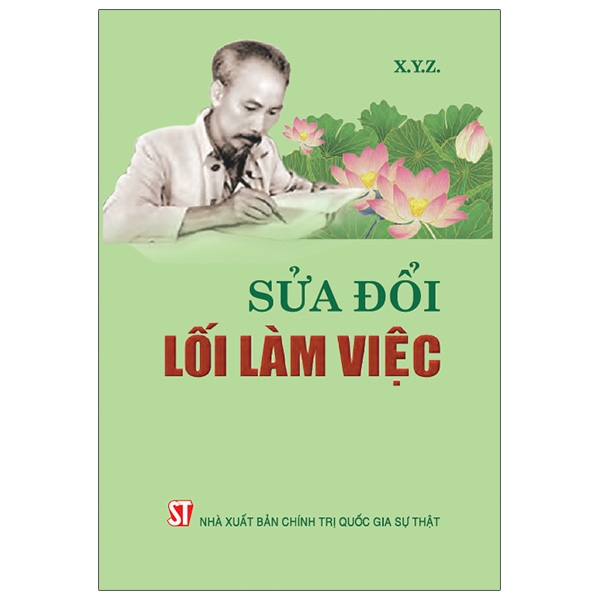 X.Y.Z.
SỬA ĐỔI
LỐI LÀM VIỆC
ST NHÀ XUẤT BẢN CHÍNH TRỊ QUỐC GIA SỰ THẬT